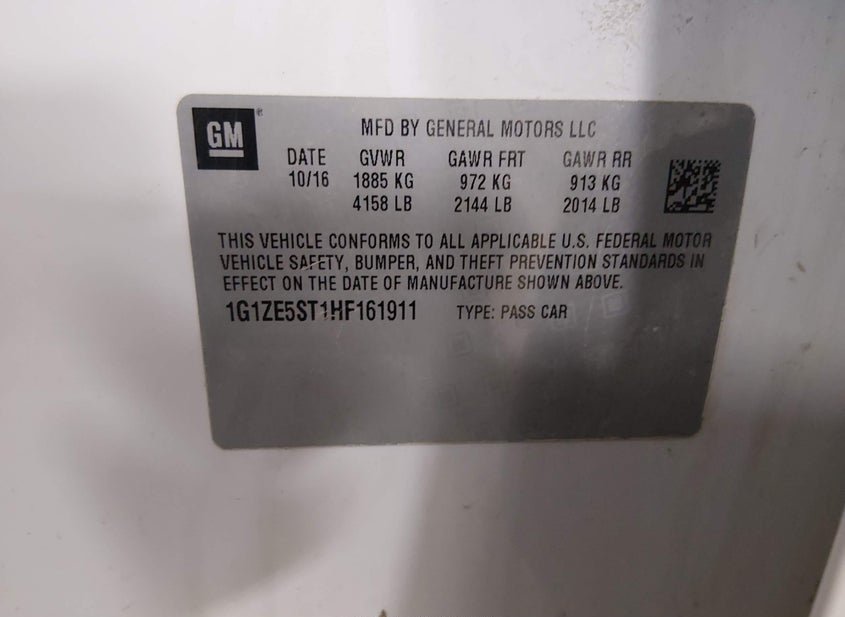 GM®
MFD BY GENERAL MOTORS LLC
DATE GVWR GAWR FRT GAWR RR
10/16 1885 KG 972 KG 913 KG
4158 LB 2144 LB 2014 LB
THIS VEHICLE CONFORMS TO ALL APPLICABLE U.S. FEDERAL MOTOR
VEHICLE SAFETY, BUMPER, AND THEFT PREVENTION STANDARDS IN
EFFECT ON THE DATE OF MANUFACTURE SHOWN ABOVE.
1G1ZE5ST1HF161911 TYPE: PASS CAR